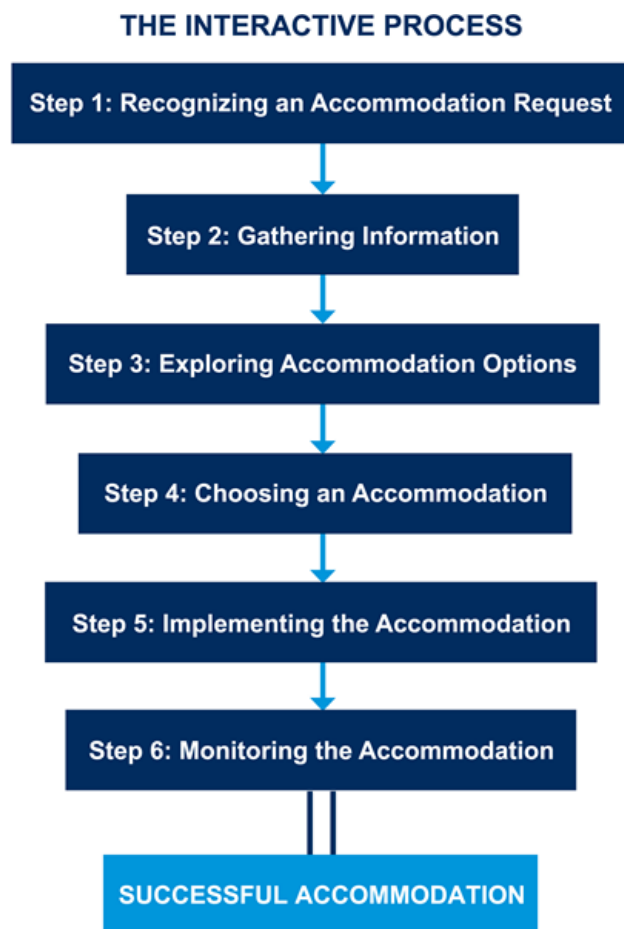 THE INTERACTIVE PROCESS
Step 1: Recognizing an Accommodation Request
Step 2: Gathering Information
Step 3: Exploring Accommodation Options
Step 4: Choosing an Accommodation
Step 5: Implementing the Accommodation
Step 6: Monitoring the Accommodation
SUCCESSFUL ACCOMMODATION